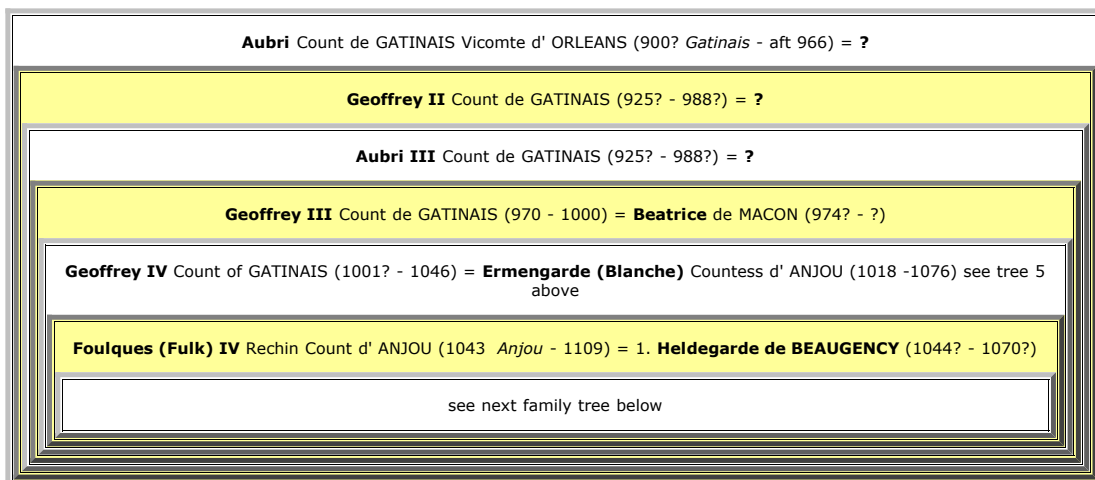 Aubri Count de GATINAIS Vicomte d' ORLEANS (900? Gatinais - aft 966) = ?
Geoffrey II Count de GATINAIS (925? - 988?) = ?
Aubri III Count de GATINAIS (925? - 988?) = ?
Geoffrey III Count de GATINAIS (970 - 1000) = Beatrice de MACON (974? - ?)
Geoffrey IV Count of GATINAIS (1001? - 1046) = Ermengarde (Blanche) Countess d' ANJOU (1018 -1076) see tree 5
above
Foulques (Fulk) IV Rechin Count d' ANJOU (1043 Anjou - 1109) = 1. Heldegarde de BEAUGENCY (1044? - 1070?)
see next family tree below